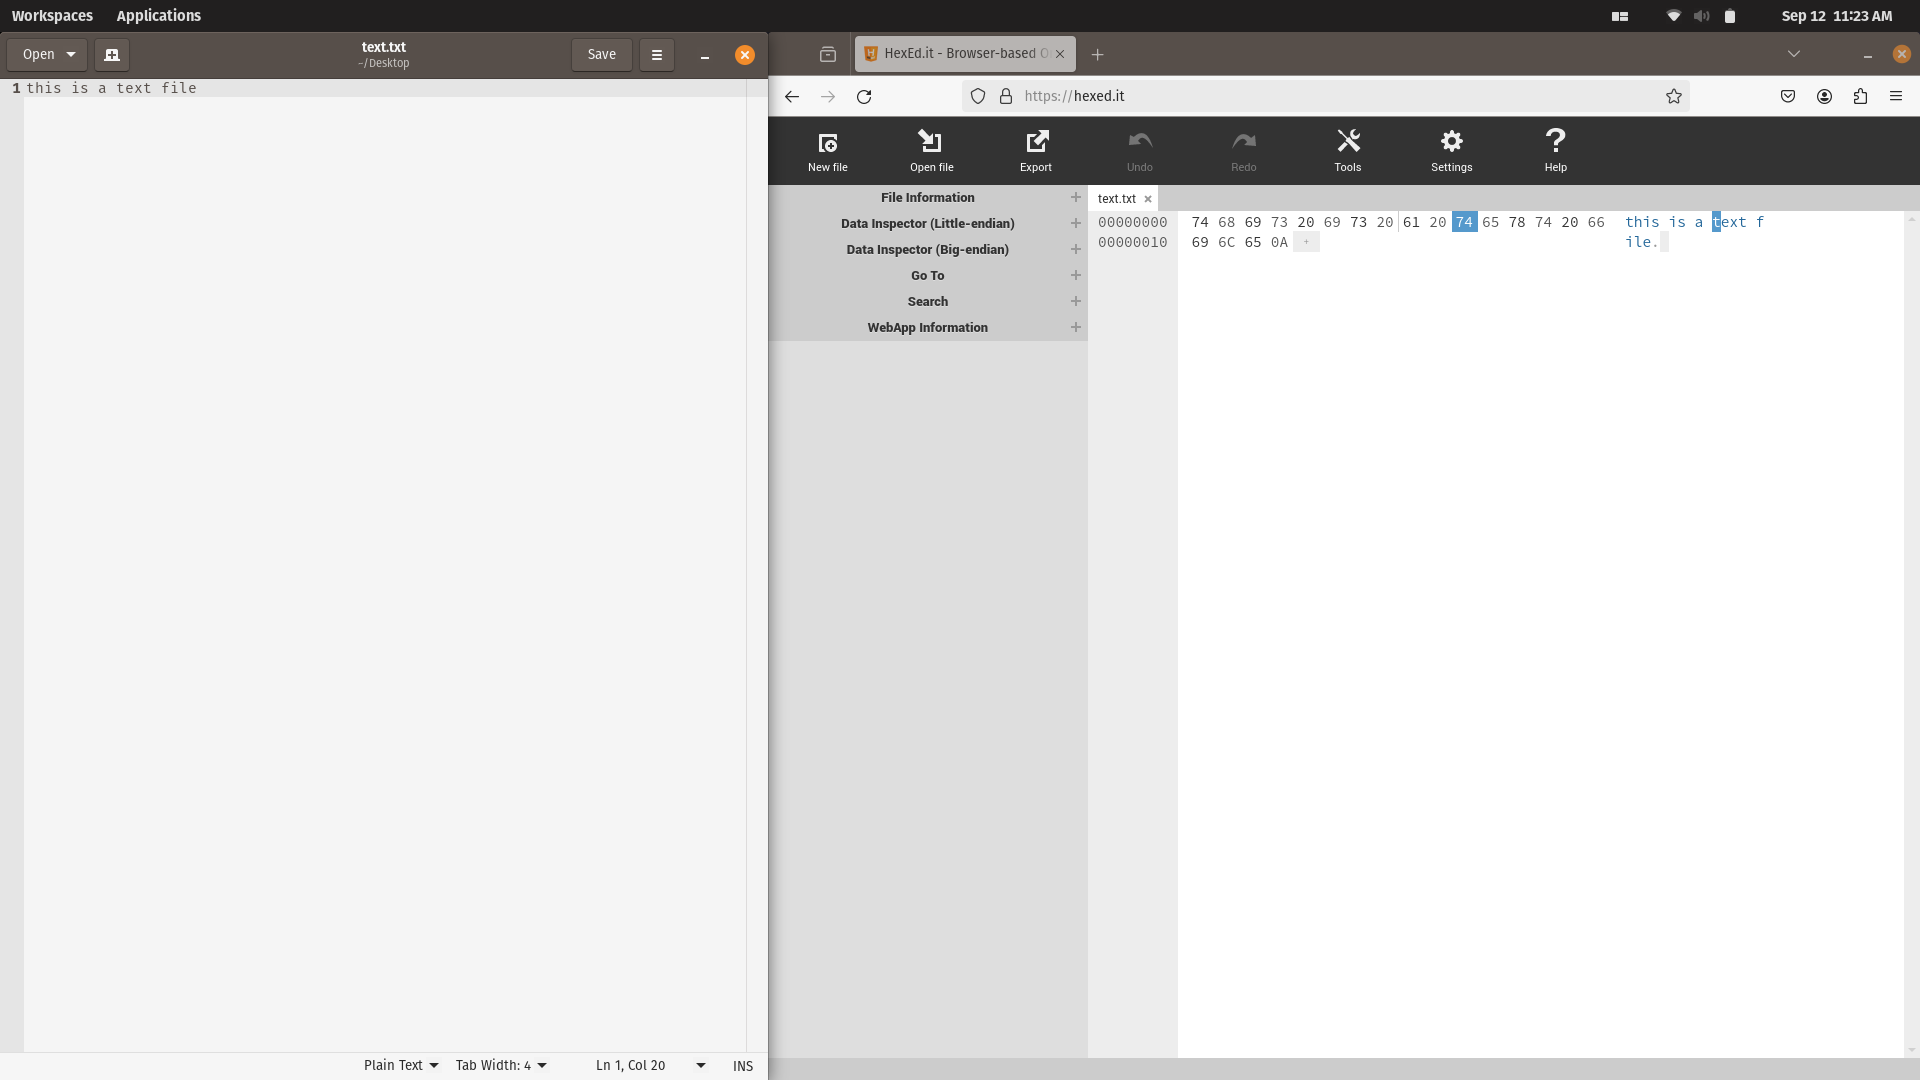 Workspaces Applications Sep 12 11:23 AM
Open text.txt Save
~/Desktop
1 this is a text file
Plain Text Tab Width: 4 Ln 1, Col 20 INS
HexEd.it - Browser-based O
https://hexed.it
New file Open file Export Undo Redo Tools Settings Help
File Information +
Data Inspector (Little-endian) +
Data Inspector (Big-endian) +
Go To +
Search +
WebApp Information +
text.txt ×
00000000 74 68 69 73 20 69 73 20 61 20 74 65 78 74 20 66 this is a text f
00000010 69 6C 65 0A + ile.